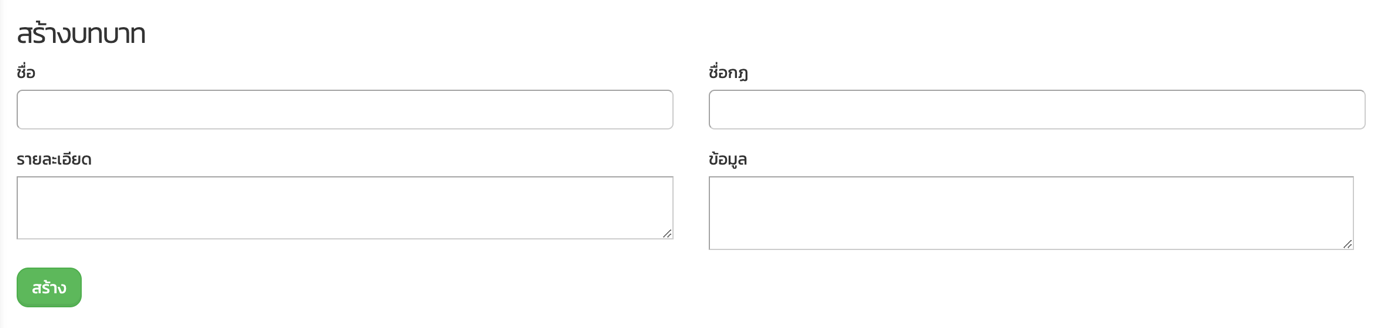 สร้างบทบาท
ชื่อ
ชื่อกฏ
รายละเอียด
ข้อมูล
สร้าง